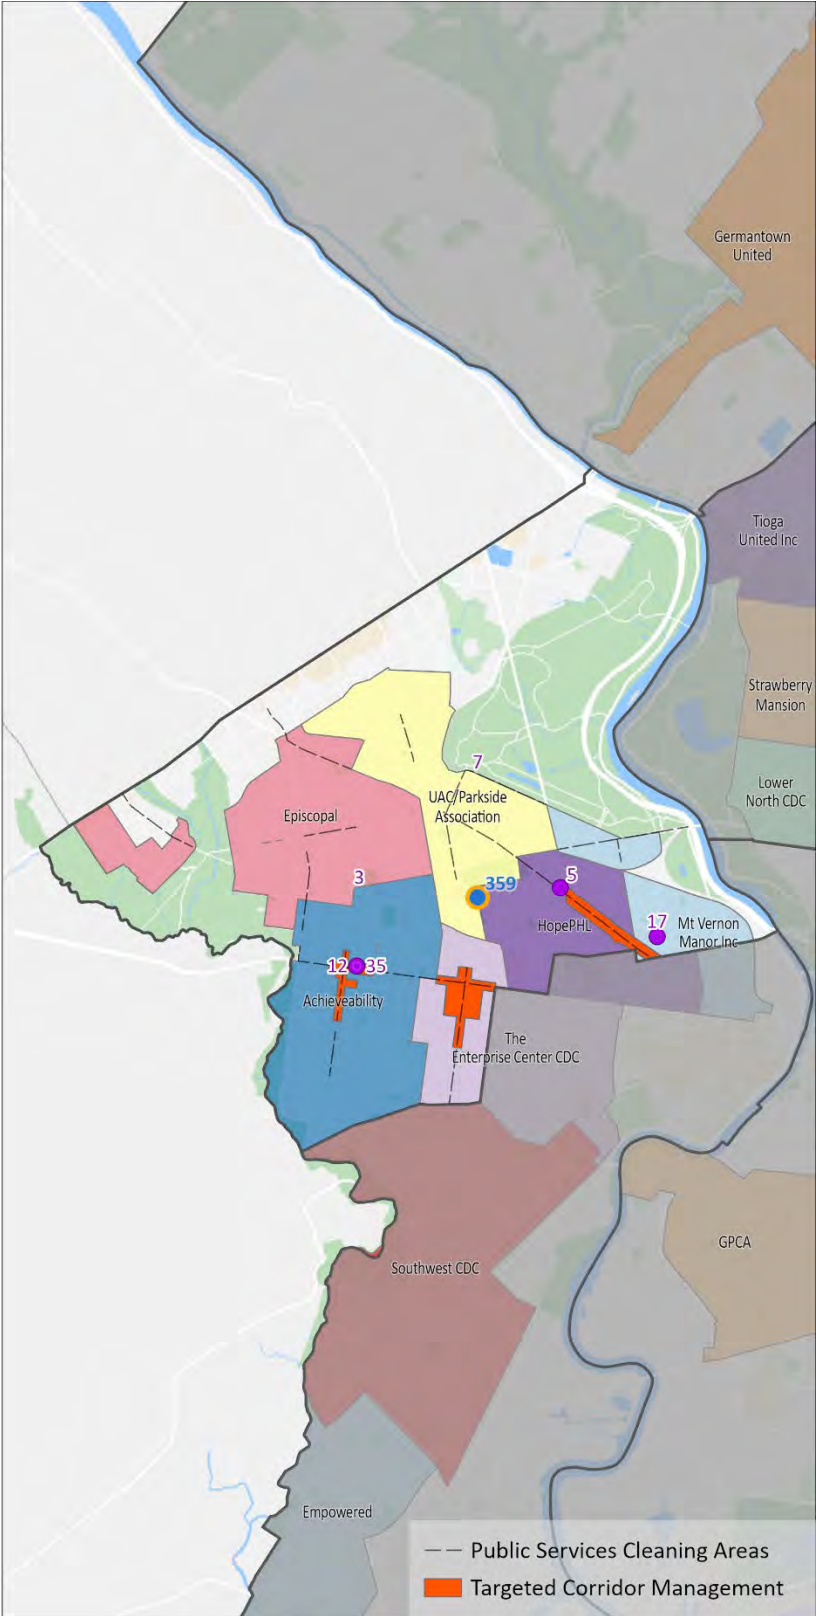 Germantown
United
Tioga
United Inc
Strawberry
Mansion
Lower
North CDC
7
UAC/Parkside
Association
Episcopal
3
359
5
HopePHL
17
Mt Vernon
Manor Inc
12 35
Achieveability
The
Enterprise Center CDC
GPCA
Southwest CDC
Empowered
Public Services Cleaning Areas
Targeted Corridor Management